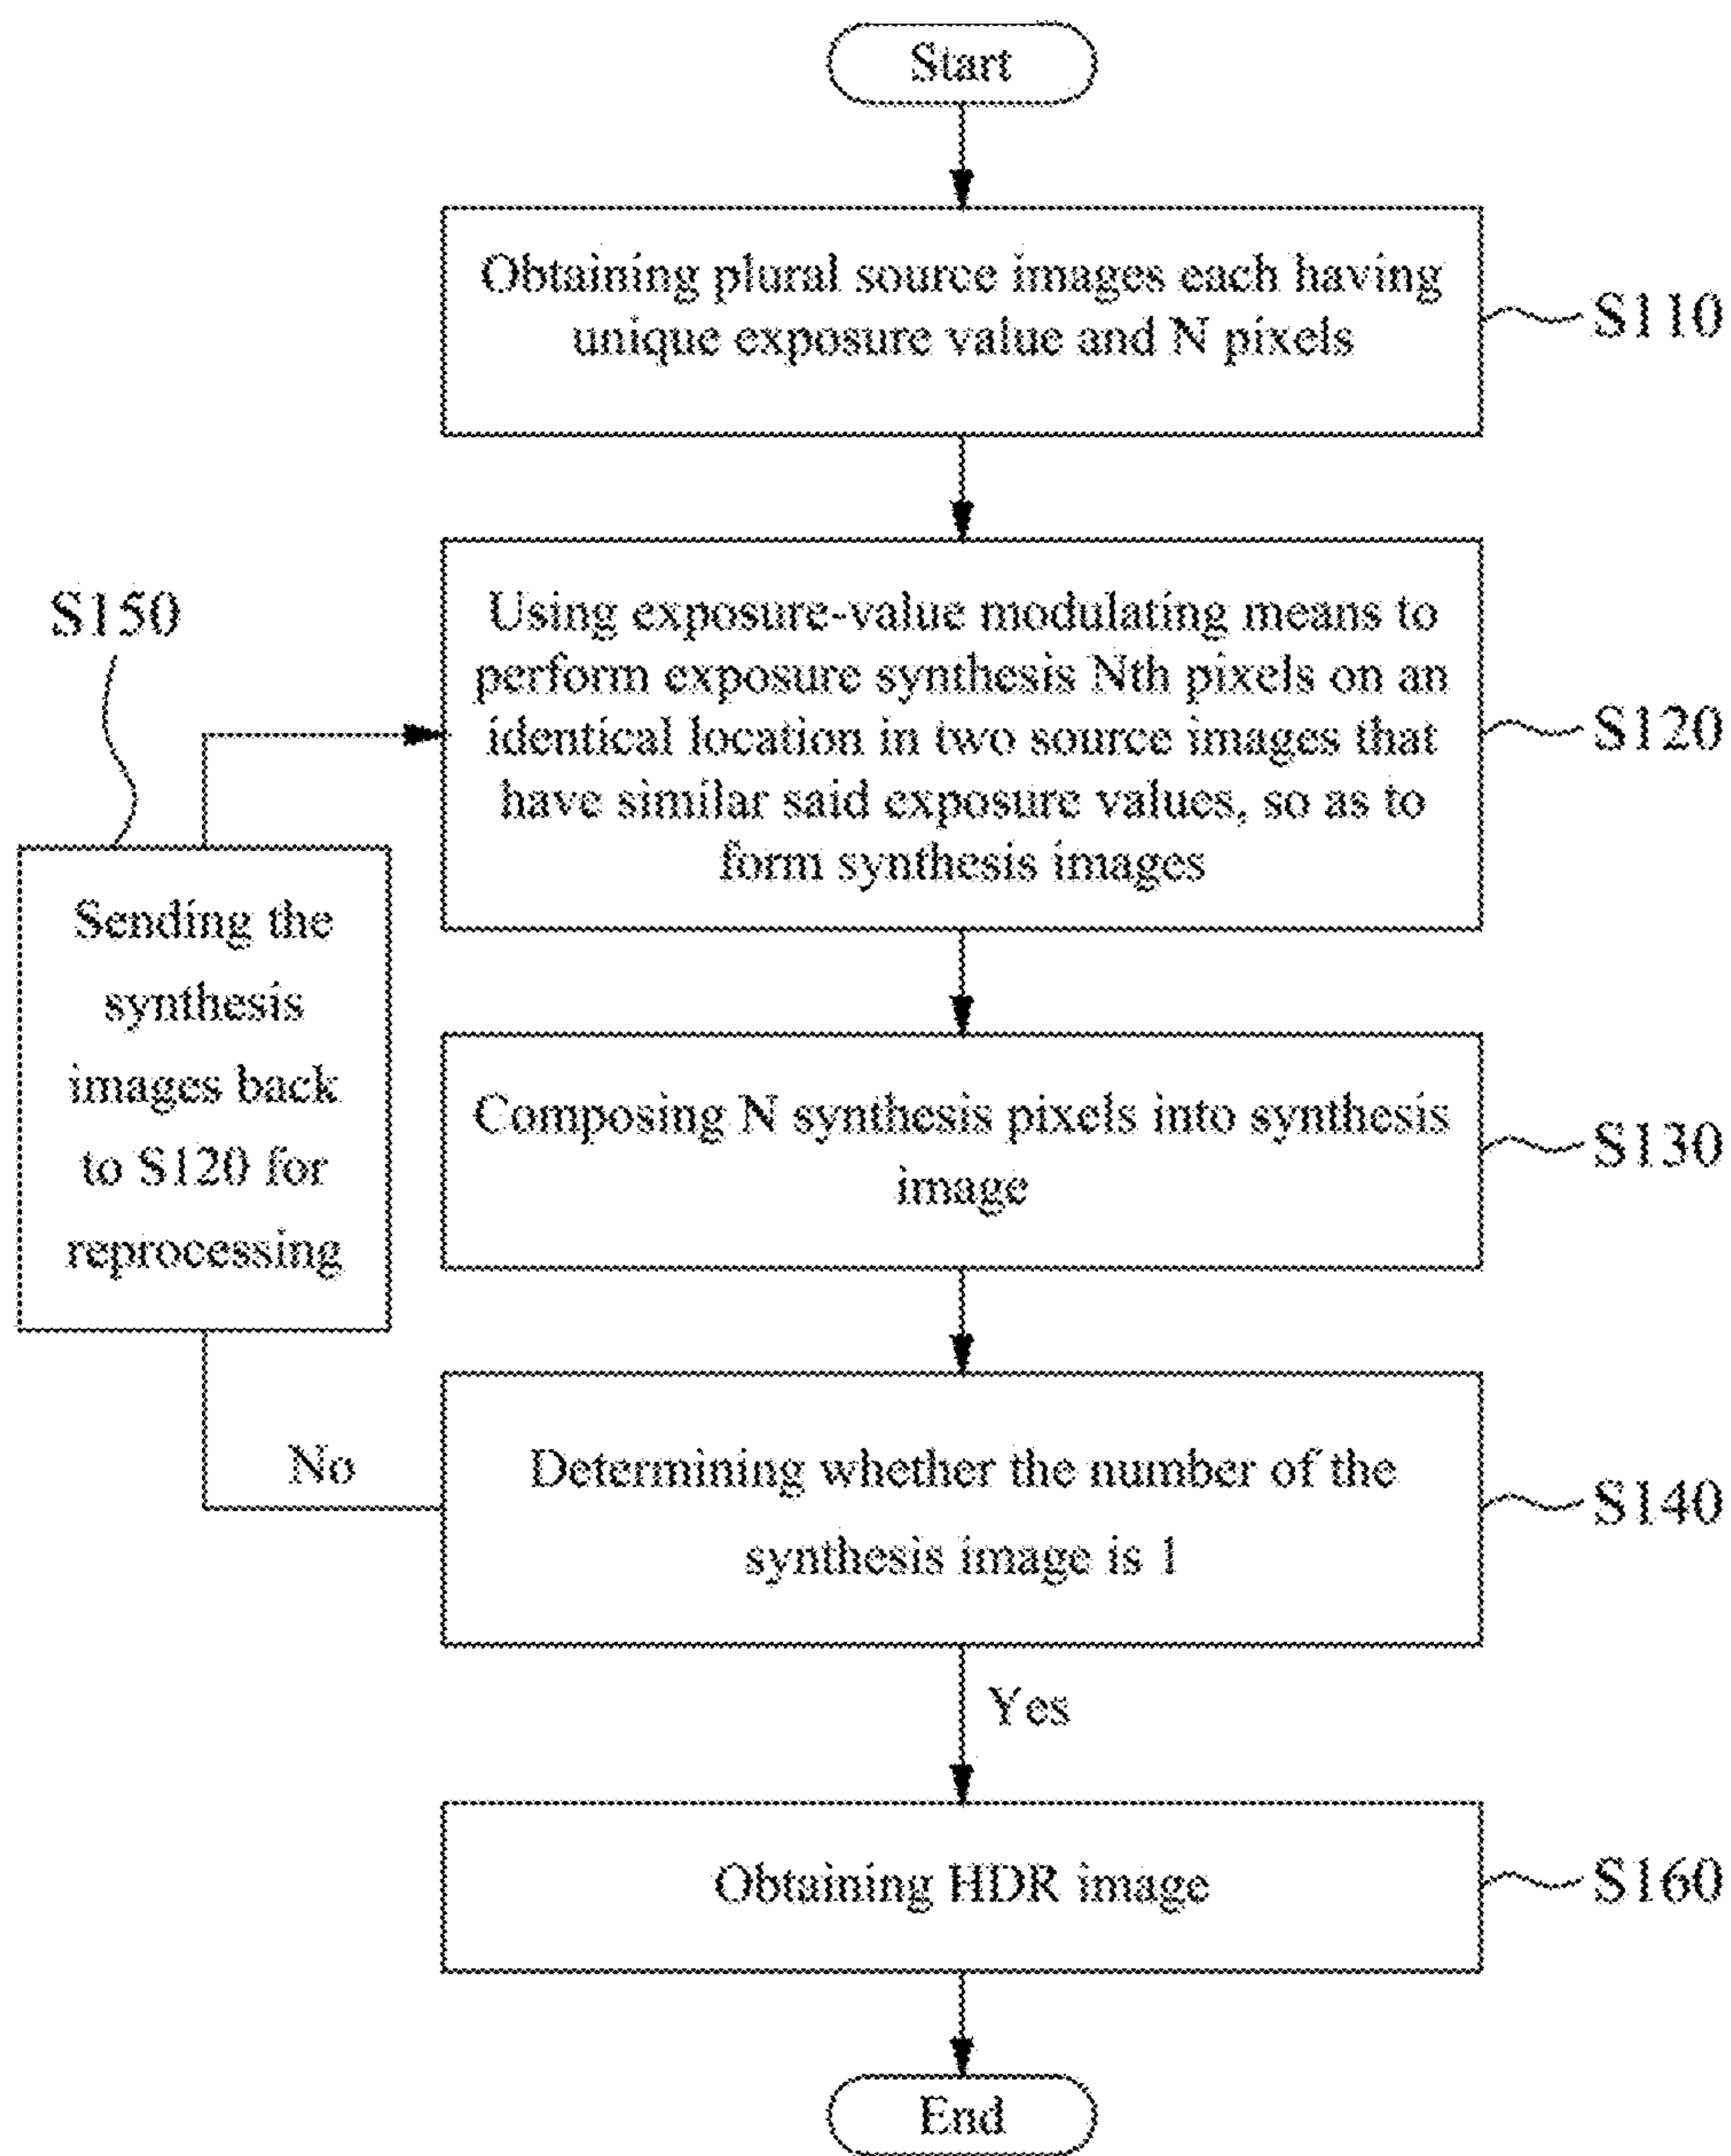 Start
Obtaining plural source images each having
unique exposure value and N pixels
S110
Using exposure-value modulating means to
perform exposure synthesis Nth pixels on an
identical location in two source images that
have similar said exposure values, so as to
form synthesis images
S120
S150
Sending the
synthesis
images back
to S120 for
reprocessing
Composing N synthesis pixels into synthesis
image
S130
No
Determining whether the number of the
synthesis image is 1
S140
Yes
Obtaining HDR image
S160
End